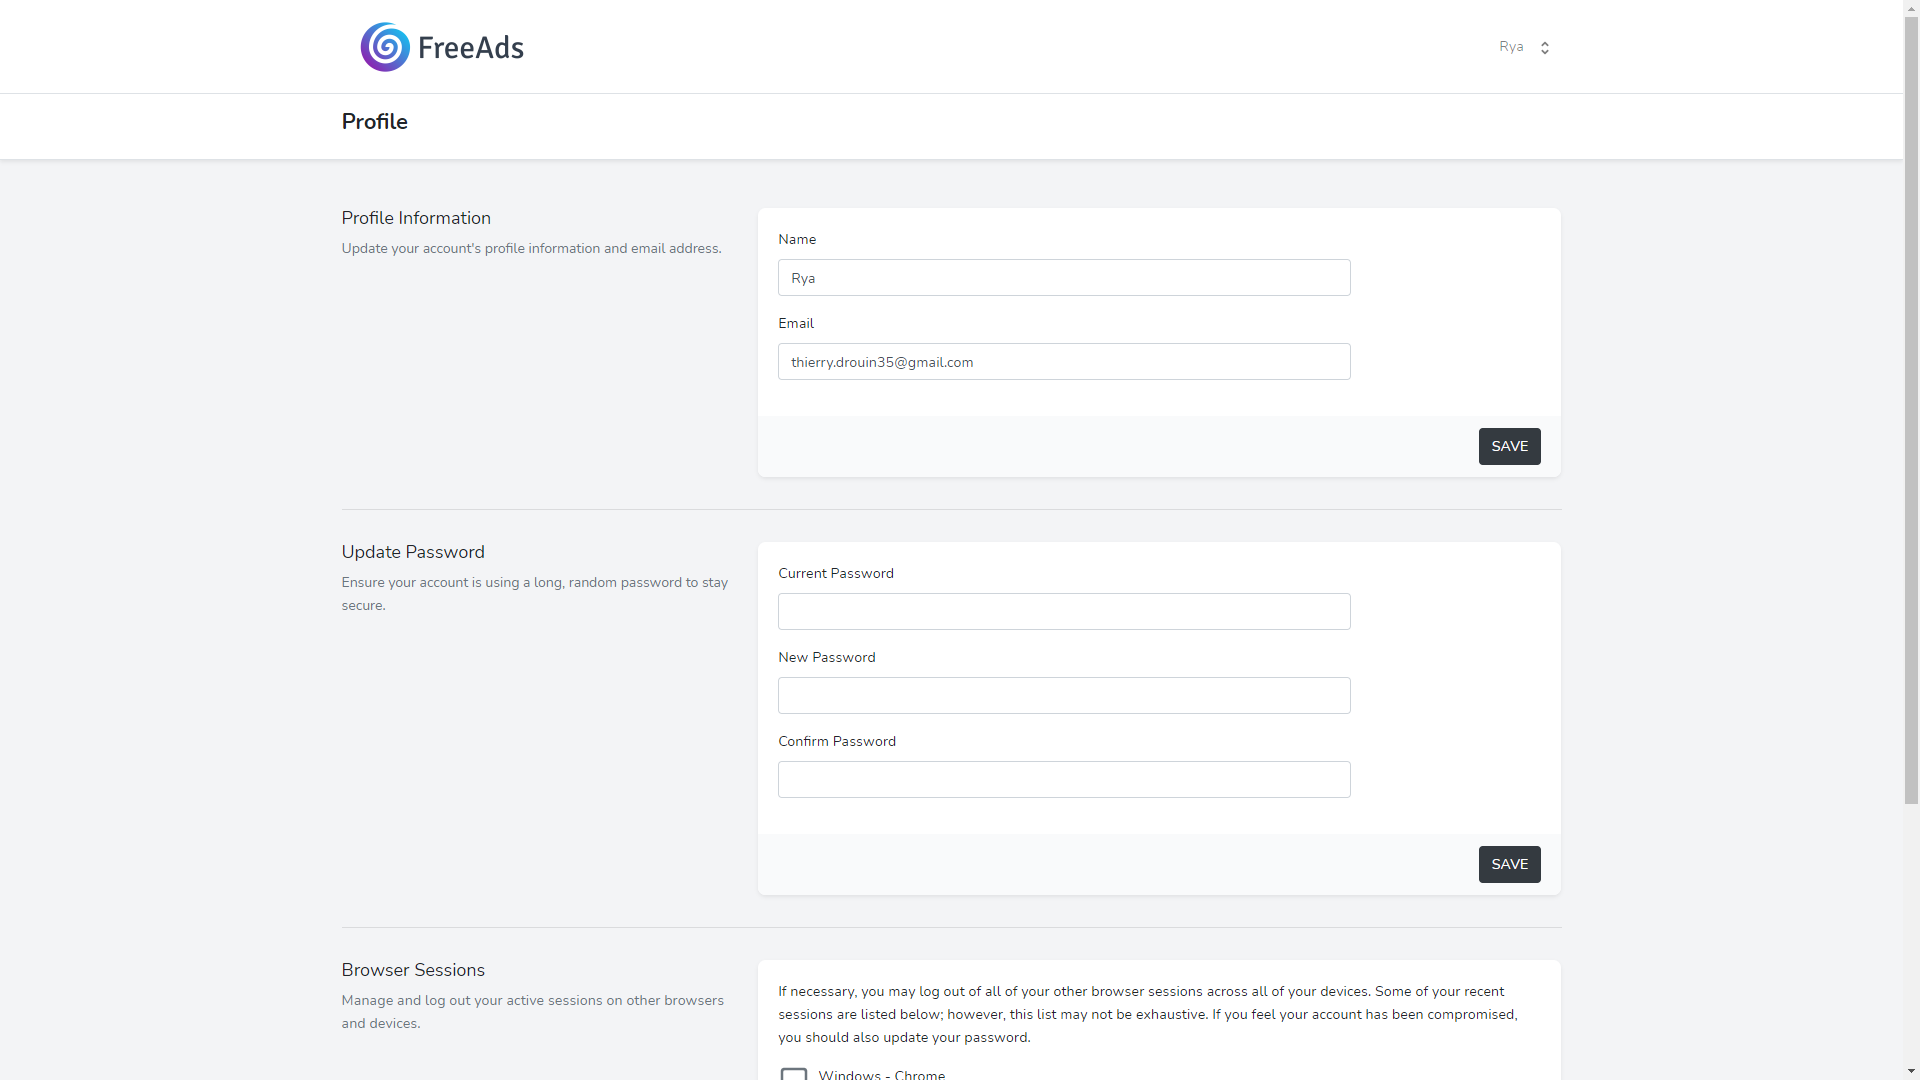 FreeAds
Rya
Profile
Profile Information
Update your account's profile information and email address.
Name
Rya
Email
thierry.drouin35@gmail.com
SAVE
Update Password
Ensure your account is using a long, random password to stay
secure.
Current Password
New Password
Confirm Password
SAVE
Browser Sessions
Manage and log out your active sessions on other browsers
and devices.
If necessary, you may log out of all of your other browser sessions across all of your devices. Some of your recent
sessions are listed below; however, this list may not be exhaustive. If you feel your account has been compromised,
you should also update your password.
Windows - Chrome